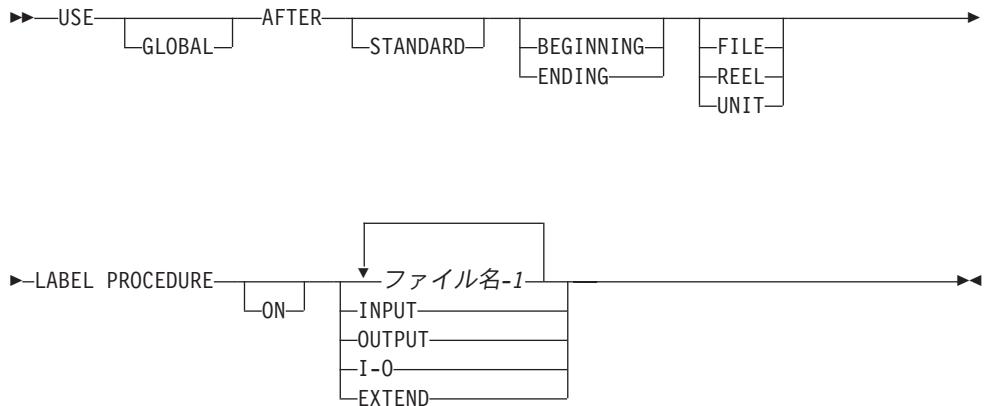 USE AFTER
GLOBAL STANDARD BEGINNING FILE
ENDING REEL
UNIT
LABEL PROCEDURE ファイル名-1
ON INPUT
OUTPUT
I-O
EXTEND